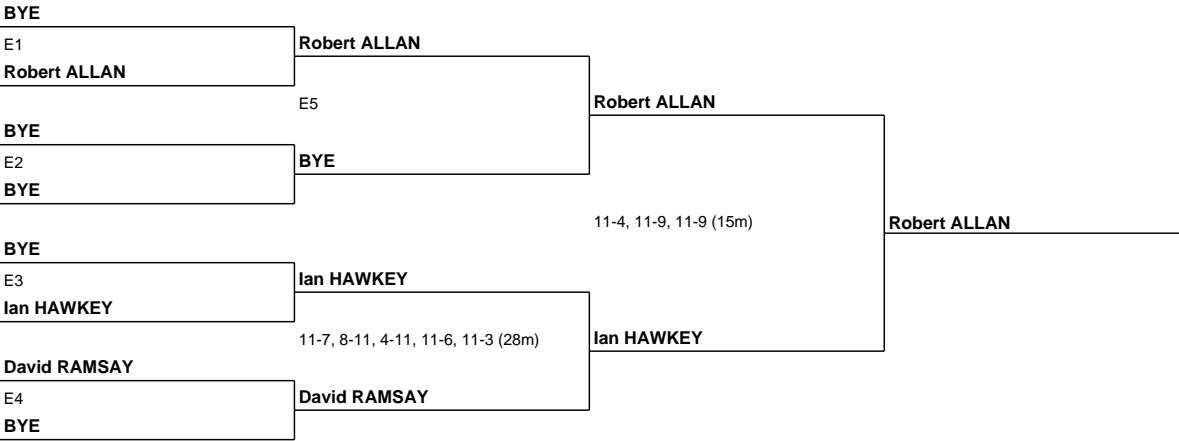 BYE
E1
Robert ALLAN
BYE
E2
BYE
BYE
E3
Ian HAWKEY
David RAMSAY
E4
BYE
Robert ALLAN
E5
BYE
Ian HAWKEY
11-7, 8-11, 4-11, 11-6, 11-3 (28m)
David RAMSAY
Robert ALLAN
11-4, 11-9, 11-9 (15m)
Ian HAWKEY
Robert ALLAN